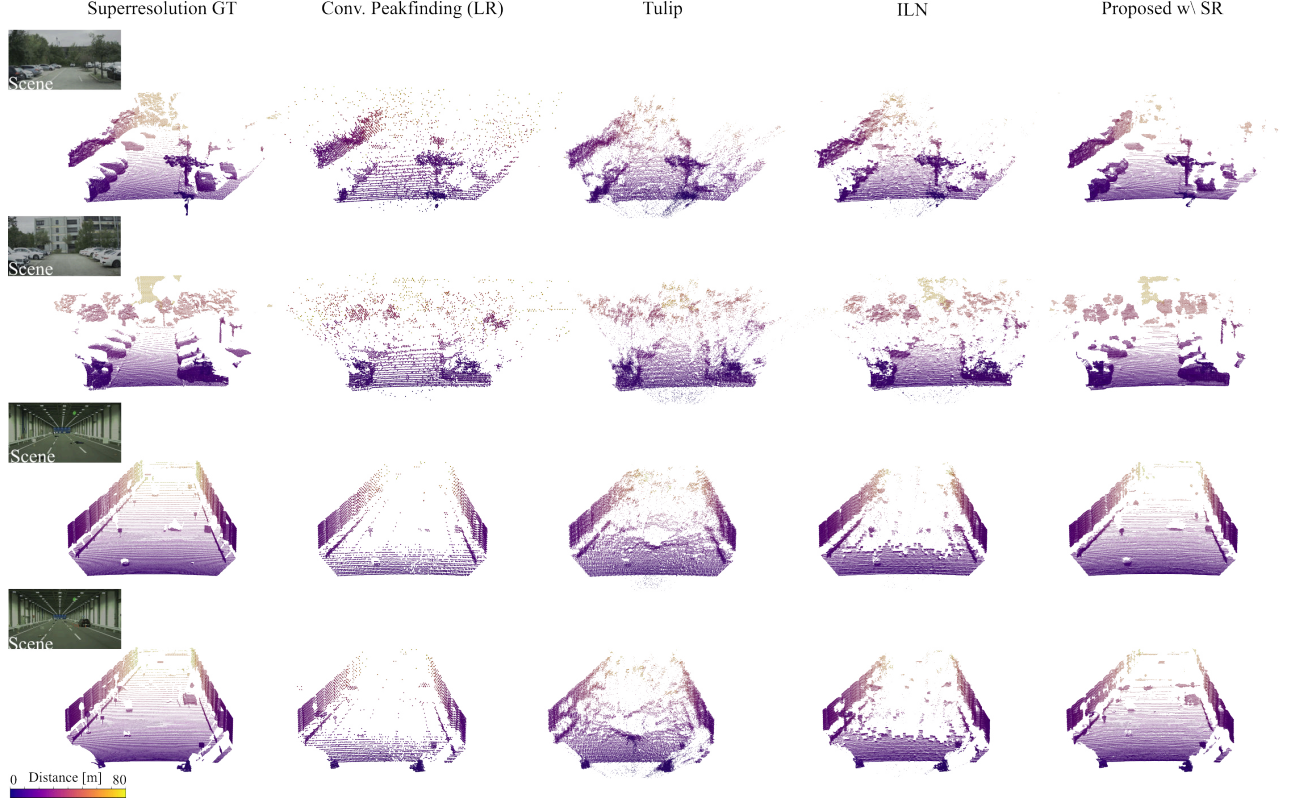 Superresolution GT
Conv. Peakfinding (LR)
Tulip
ILN
Proposed w\ SR
Scene
Scene
Scene
Scene
0 Distance [m] 80